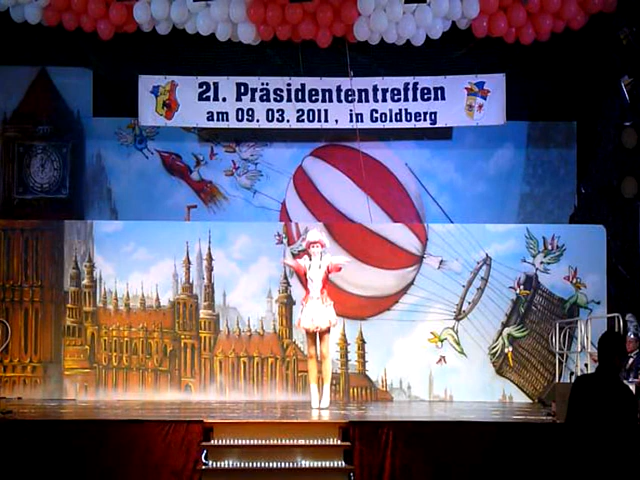 21. Präsidententreffen
am 09. 03. 2011, in Goldberg